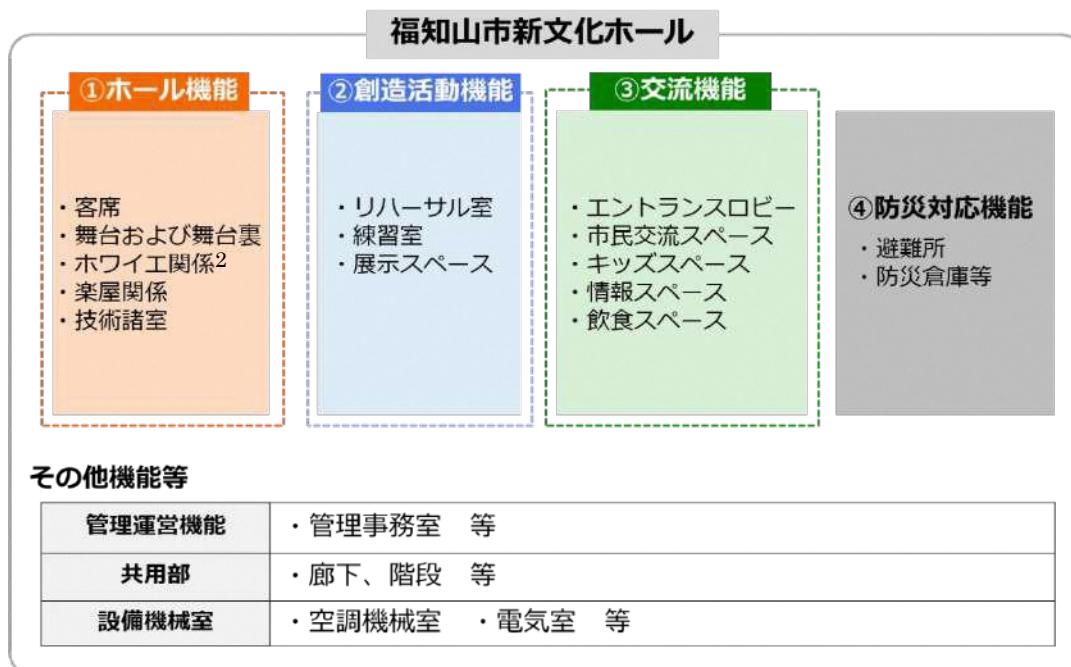 福知山市新文化ホール
①ホール機能
・客席
・舞台および舞台裏
・ホワイエ関係2
・楽屋関係
・技術諸室
②創造活動機能
・リハーサル室
・練習室
・展示スペース
③交流機能
・エントランスロビー
・市民交流スペース
・キッズスペース
・情報スペース
・飲食スペース
④防災対応機能
・避難所
・防災倉庫等
その他機能等
管理運営機能 ・管理事務室 等
共用部 ・廊下、階段 等
設備機械室 ・空調機械室 ・電気室 等